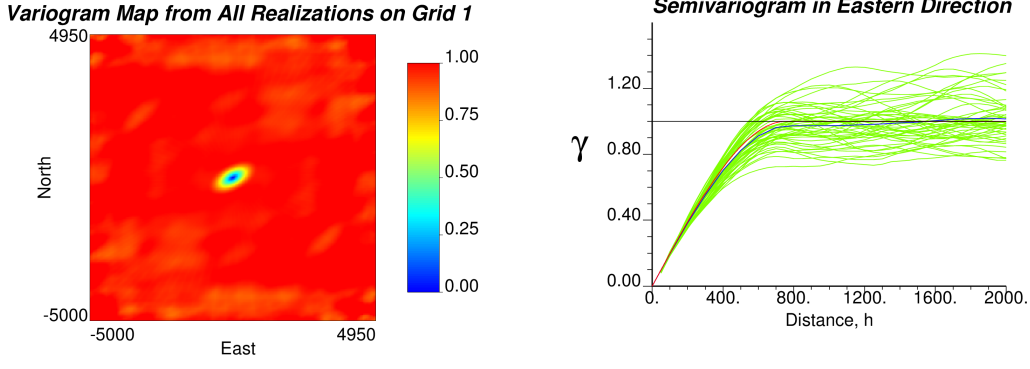 Variogram Map from All Realizations on Grid 1
4950
North
-5000
-5000
4950
East
1.00
0.75
0.50
0.25
0.00
Semivariogram in Eastern Direction
γ
1.20
0.80
0.40
0.00
0. 400. 800. 1200. 1600. 2000.
Distance, h